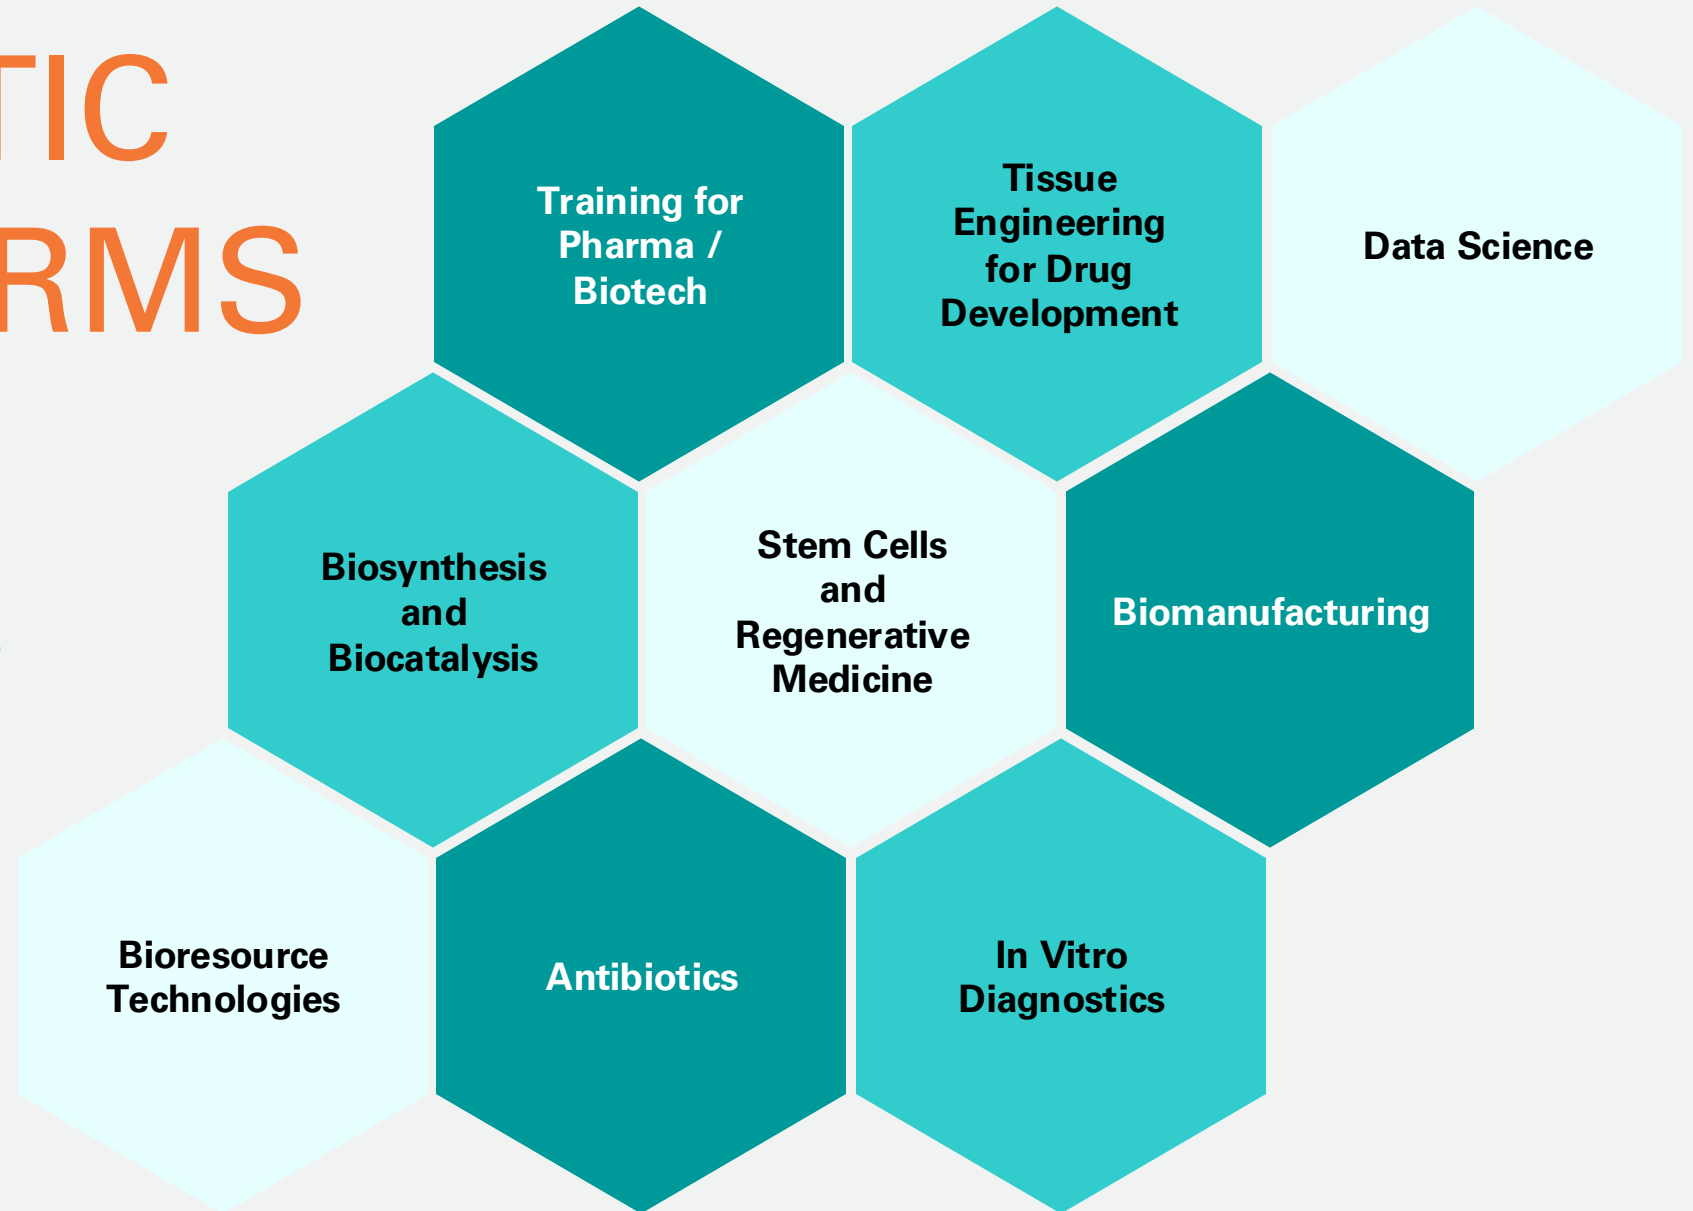 TIC
RMS
Training for
Pharma /
Biotech
Tissue
Engineering
for Drug
Development
Data Science
Biosynthesis
and
Biocatalysis
Stem Cells
and
Regenerative
Medicine
Biomanufacturing
Bioresource
Technologies
Antibiotics
In Vitro
Diagnostics